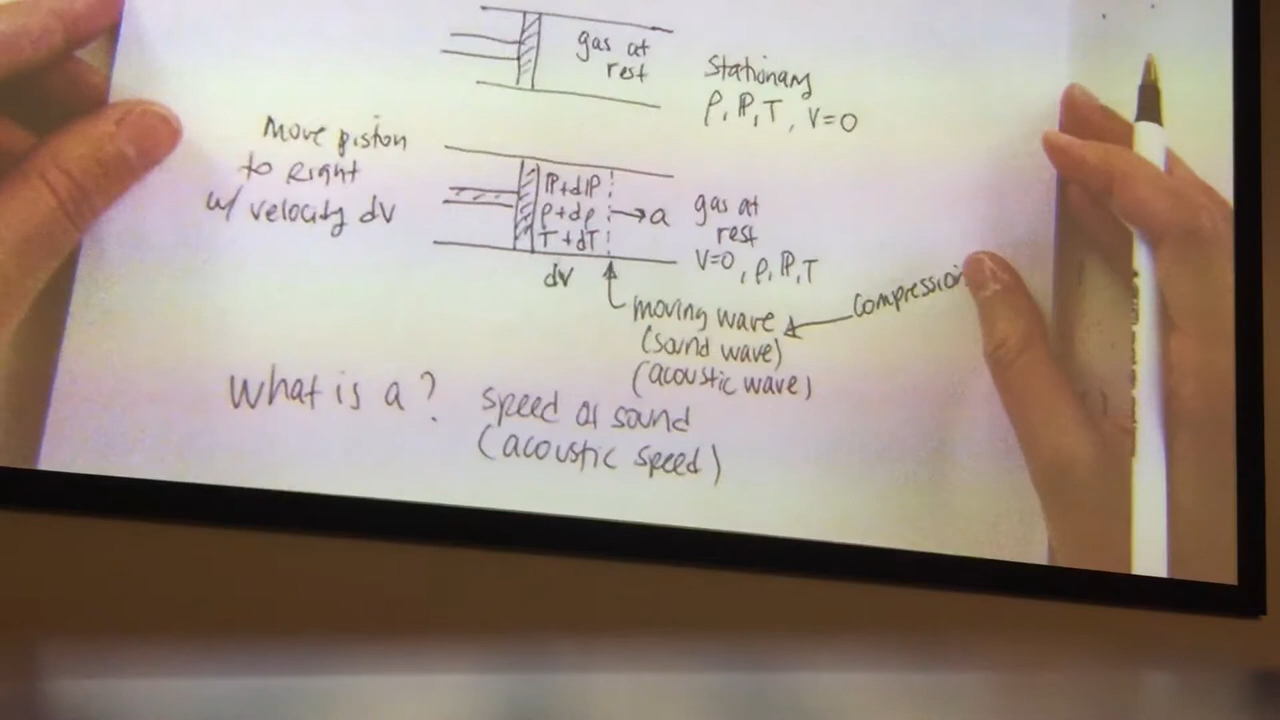 gas at
rest
Stationary
ρ, P, T, V=0
Move piston
to Right
w/ velocity dV
P+dP
ρ+dρ → a
T+dT
dV
gas at
rest
V=0, ρ, P, T
compression
moving wave
(sound wave)
(acoustic wave)
What is a? speed of sound
(acoustic speed)